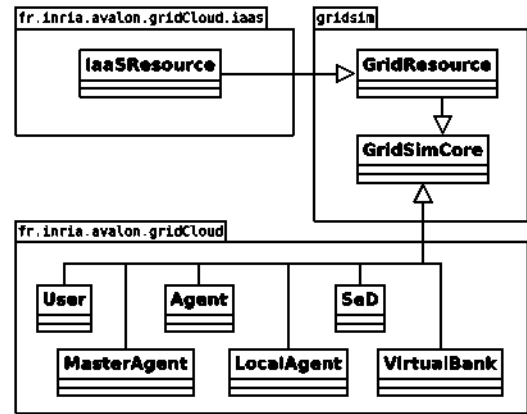 fr.inria.avalon.gridCloud.iaas
gridsim
IaaSResource
GridResource
GridSimCore
fr.inria.avalon.gridCloud
User
Agent
SeD
MasterAgent
LocalAgent
VirtualBank